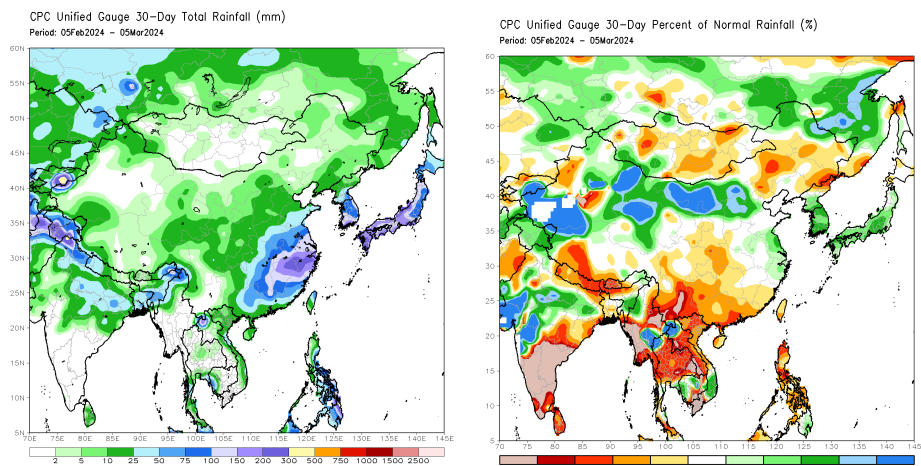 CPC Unified Gauge 30-Day Total Rainfall (mm)
Period: 05Feb2024 - 05Mar2024
60N
55N
50N
45N
40N
35N
30N
25N
20N
15N
10N
5N
70E 75E 80E 85E 90E 95E 100E 105E 110E 115E 120E 125E 130E 135E 140E 145E
2 5 10 25 50 75 100 150 200 300 500 750 1000 1500 2500
CPC Unified Gauge 30-Day Percent of Normal Rainfall (%)
Period: 05Feb2024 - 05Mar2024
60
55
50
45
40
35
30
25
20
15
10
5
70 75 80 85 90 95 100 105 110 115 120 125 130 135 140 145